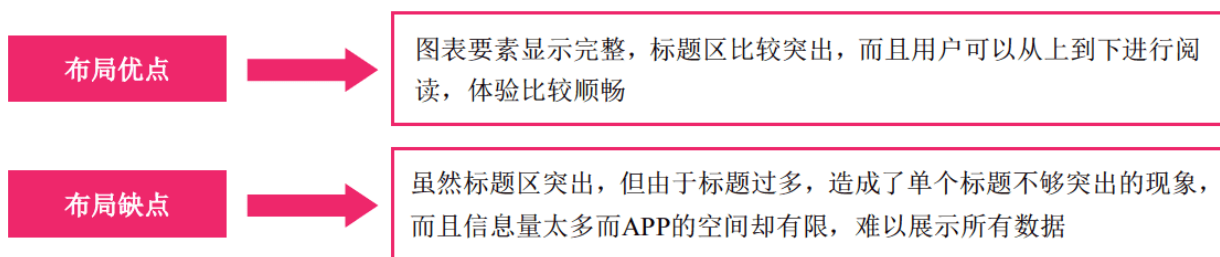 布局优点
图表要素显示完整，标题区比较突出，而且用户可以从上到下进行阅
读，体验比较顺畅
布局缺点
虽然标题区突出，但由于标题过多，造成了单个标题不够突出的现象，
而且信息量太多而APP的空间却有限，难以展示所有数据